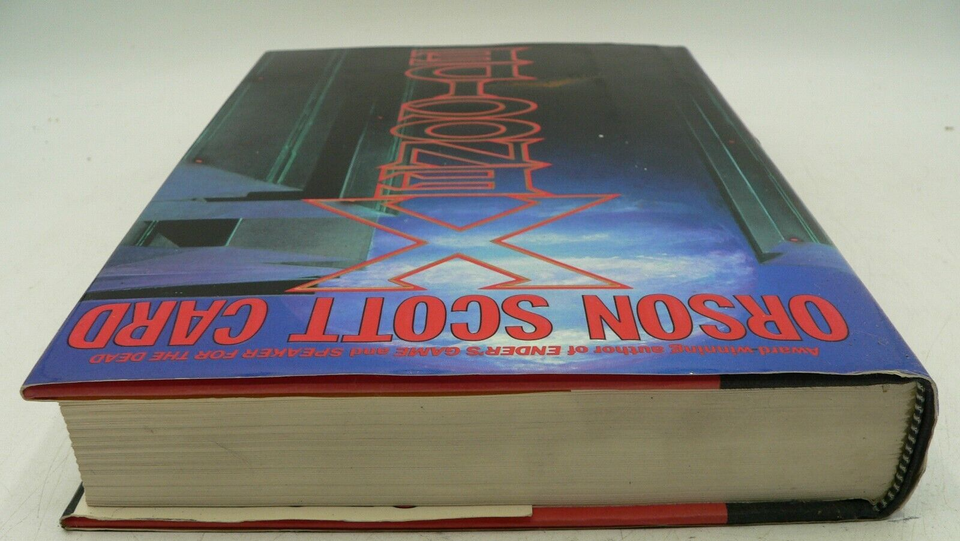 Award-winning author of ENDER'S GAME and SPEAKER FOR THE DEAD
ORSON SCOTT CARD
XENOCIDE